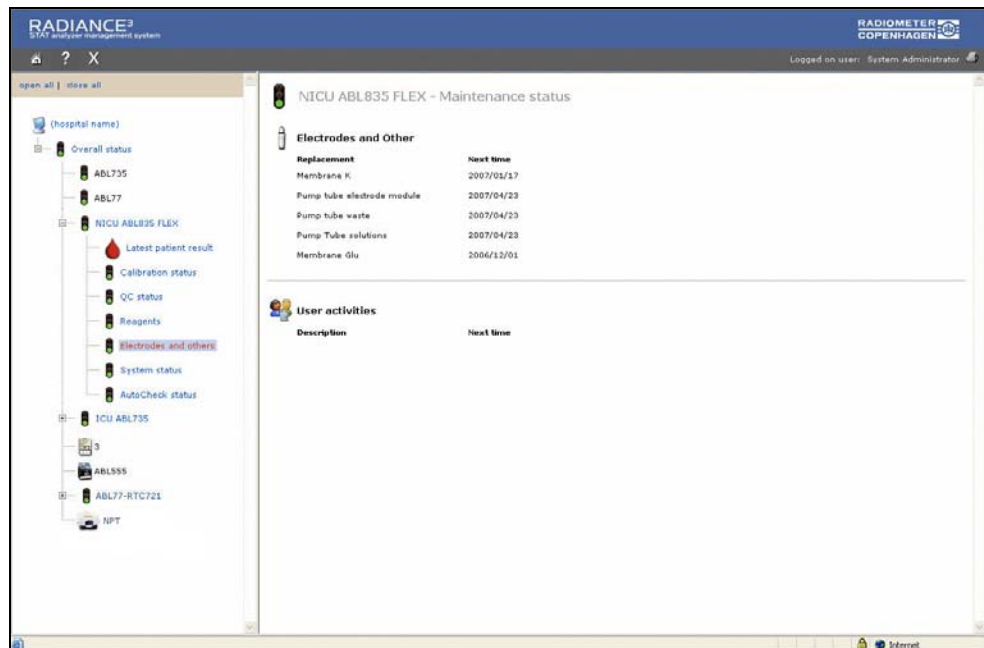 RADIANCE³
STAT analyzer management system
RADIOMETER
COPENHAGEN
? X
Logged on user: System Administrator
open all | close all
(hospital name)
Overall status
ABL735
ABL77
NICU ABL835 FLEX
Latest patient result
Calibration status
QC status
Reagents
Electrodes and others
System status
AutoCheck status
ICU ABL735
3
ABL555
ABL77-RTC721
NPT
NICU ABL835 FLEX - Maintenance status
Electrodes and Other
Replacement Next time
Membrane K 2007/01/17
Pump tube electrode module 2007/04/23
Pump tube waste 2007/04/23
Pump Tube solutions 2007/04/23
Membrane Glu 2006/12/01
User activities
Description Next time
Internet